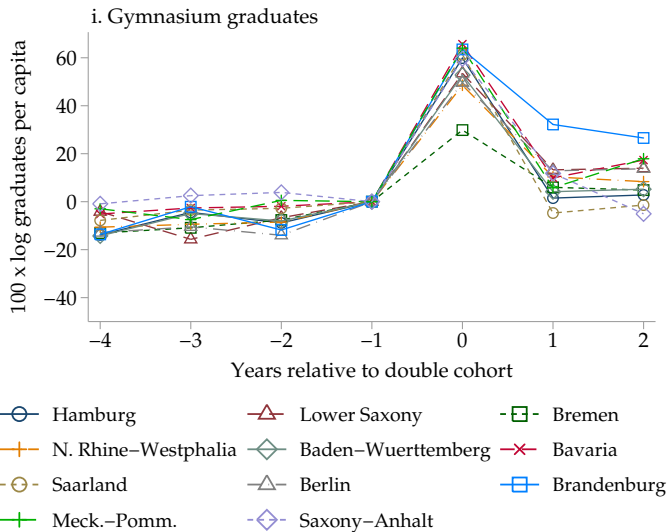 i. Gymnasium graduates
100 x log graduates per capita
60
40
20
0
−20
−40
−4 −3 −2 −1 0 1 2
Years relative to double cohort
Hamburg Lower Saxony Bremen
N. Rhine−Westphalia Baden−Wuerttemberg Bavaria
Saarland Berlin Brandenburg
Meck.−Pomm. Saxony−Anhalt